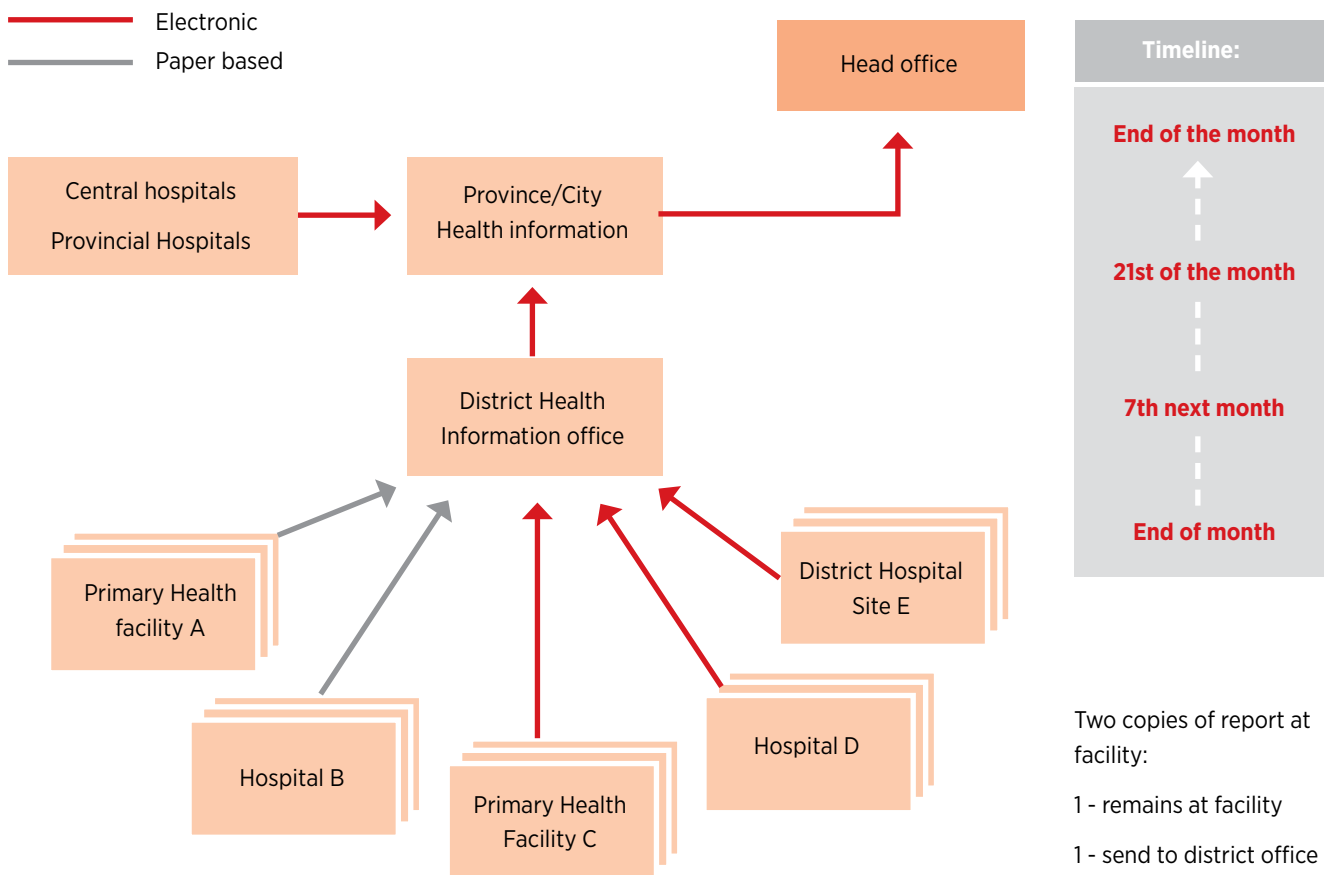 Electronic
Paper based
Head office
Timeline:
End of the month
21st of the month
7th next month
End of month
Central hospitals
Provincial Hospitals
Province/City
Health information
District Health
Information office
Primary Health
facility A
Hospital B
Primary Health
Facility C
Hospital D
District Hospital
Site E
Two copies of report at
facility:
1 - remains at facility
1 - send to district office